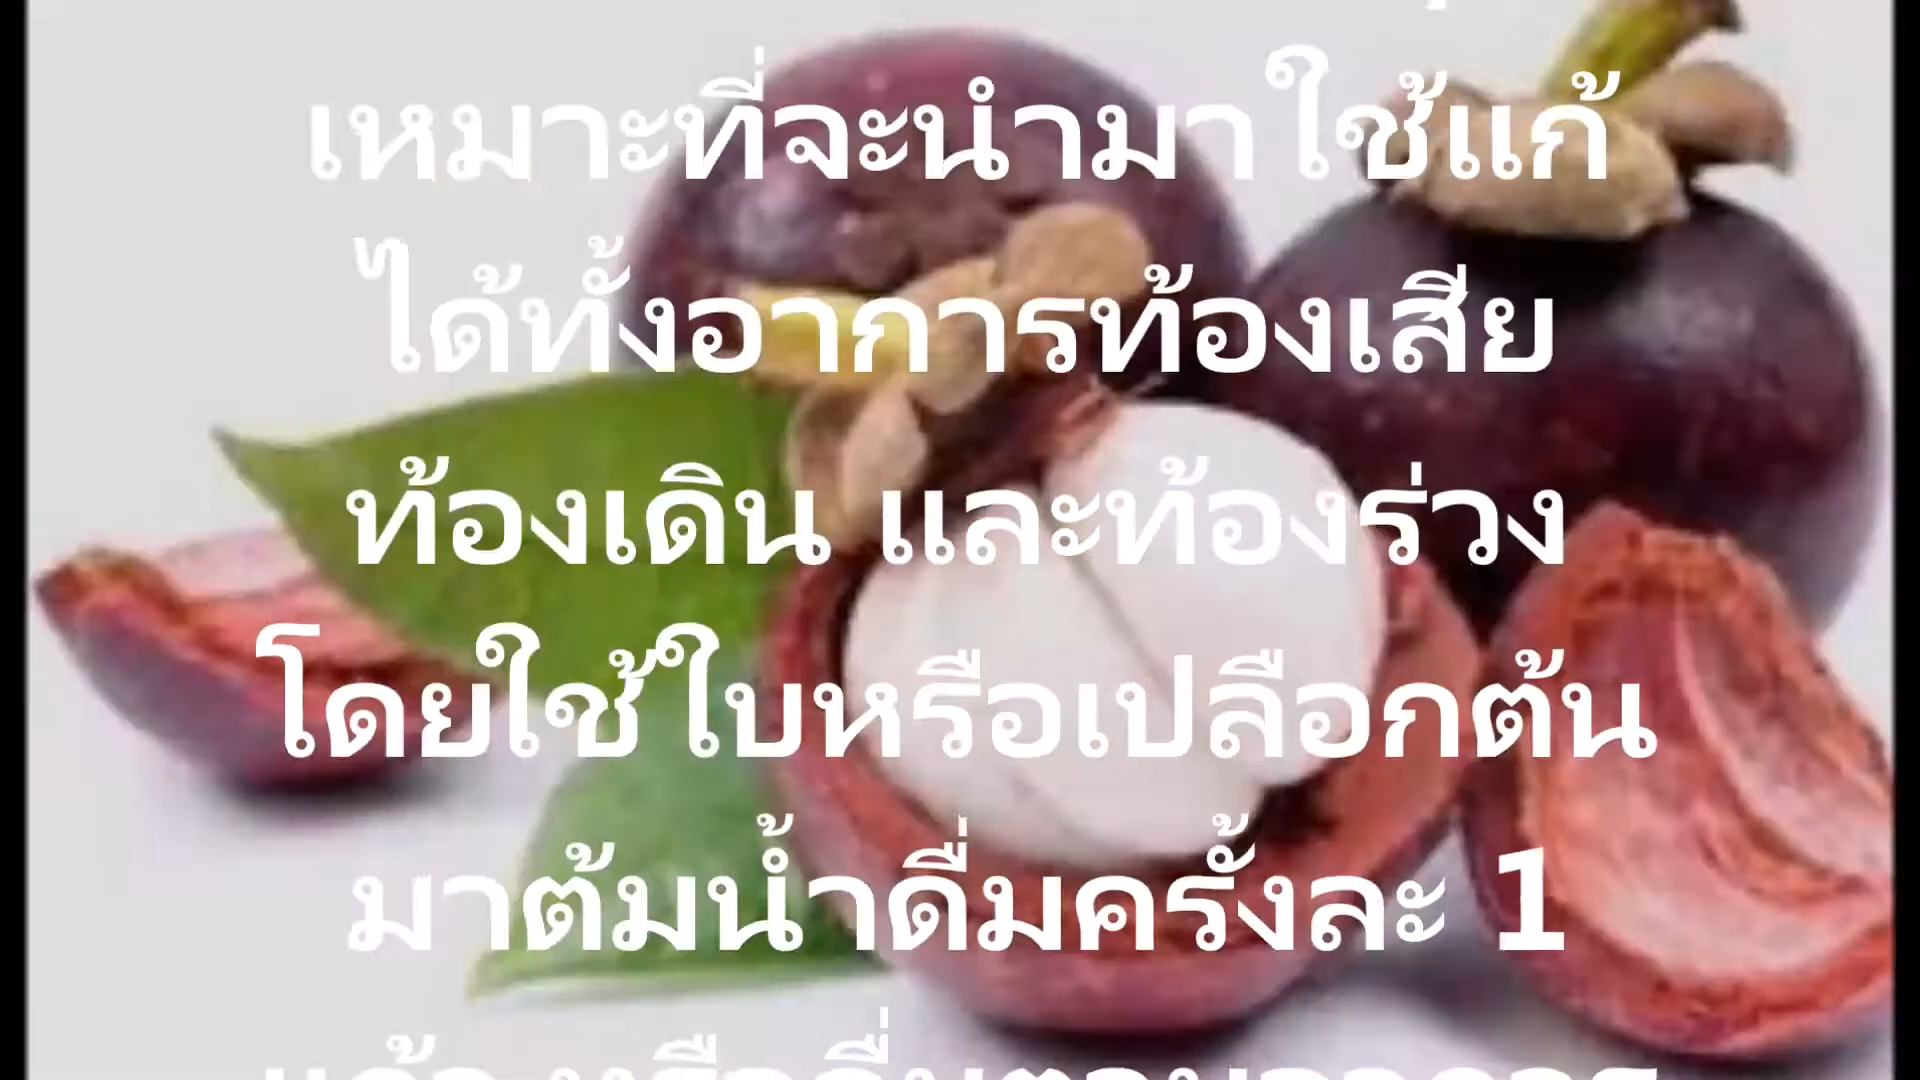 เหมาะที่จะนำมาใช้แก้
ได้ทั้งอาการท้องเสีย
ท้องเดิน และท้องร่วง
โดยใช้ใบหรือเปลือกต้น
มาต้มน้ำดื่มครั้งละ 1